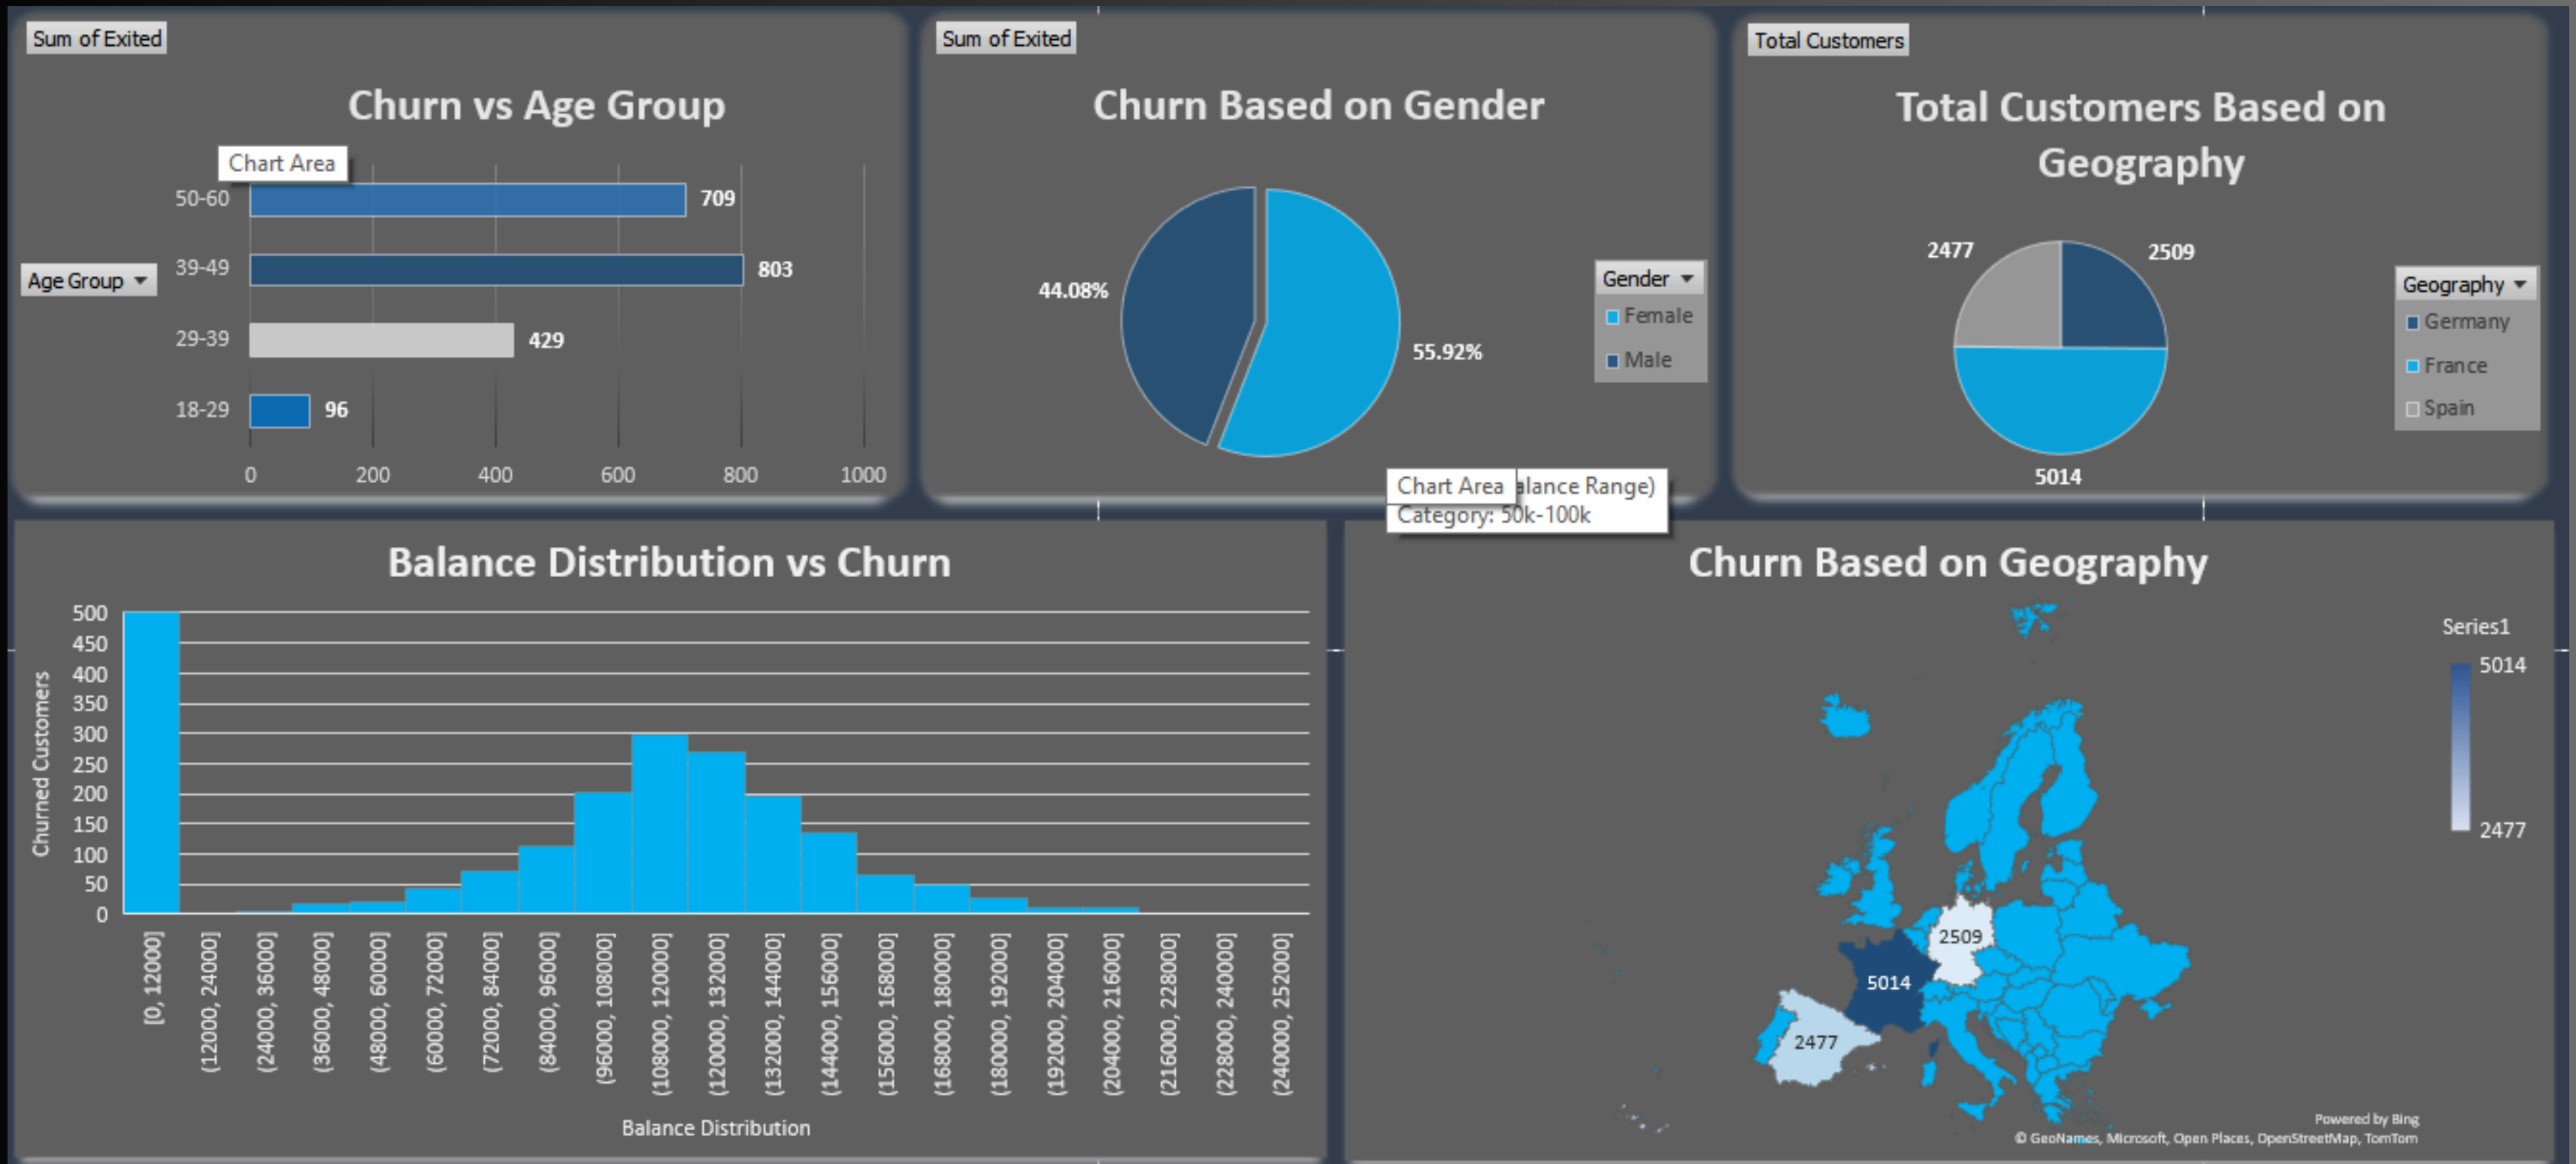 Sum of Exited
Churn vs Age Group
Chart Area
50-60
709
Age Group
39-49
803
29-39
429
18-29
96
0 200 400 600 800 1000
Sum of Exited
Churn Based on Gender
44.08%
55.92%
Gender
Female
Male
Total Customers
Total Customers Based on
Geography
2477
2509
5014
Geography
Germany
France
Spain
Chart Area
alance Range)
Category: 50k-100k
Balance Distribution vs Churn
Churned Customers
500
450
400
350
300
250
200
150
100
50
0
[0, 12000]
(12000, 24000]
(24000, 36000]
(36000, 48000]
(48000, 60000]
(60000, 72000]
(72000, 84000]
(84000, 96000]
(96000, 108000]
(108000, 120000]
(120000, 132000]
(132000, 144000]
(144000, 156000]
(156000, 168000]
(168000, 180000]
(180000, 192000]
(192000, 204000]
(204000, 216000]
(216000, 228000]
(228000, 240000]
(240000, 252000]
Balance Distribution
Churn Based on Geography
Series1
5014
2477
2509
5014
2477
Powered by Bing
© GeoNames, Microsoft, Open Places, OpenStreetMap, TomTom